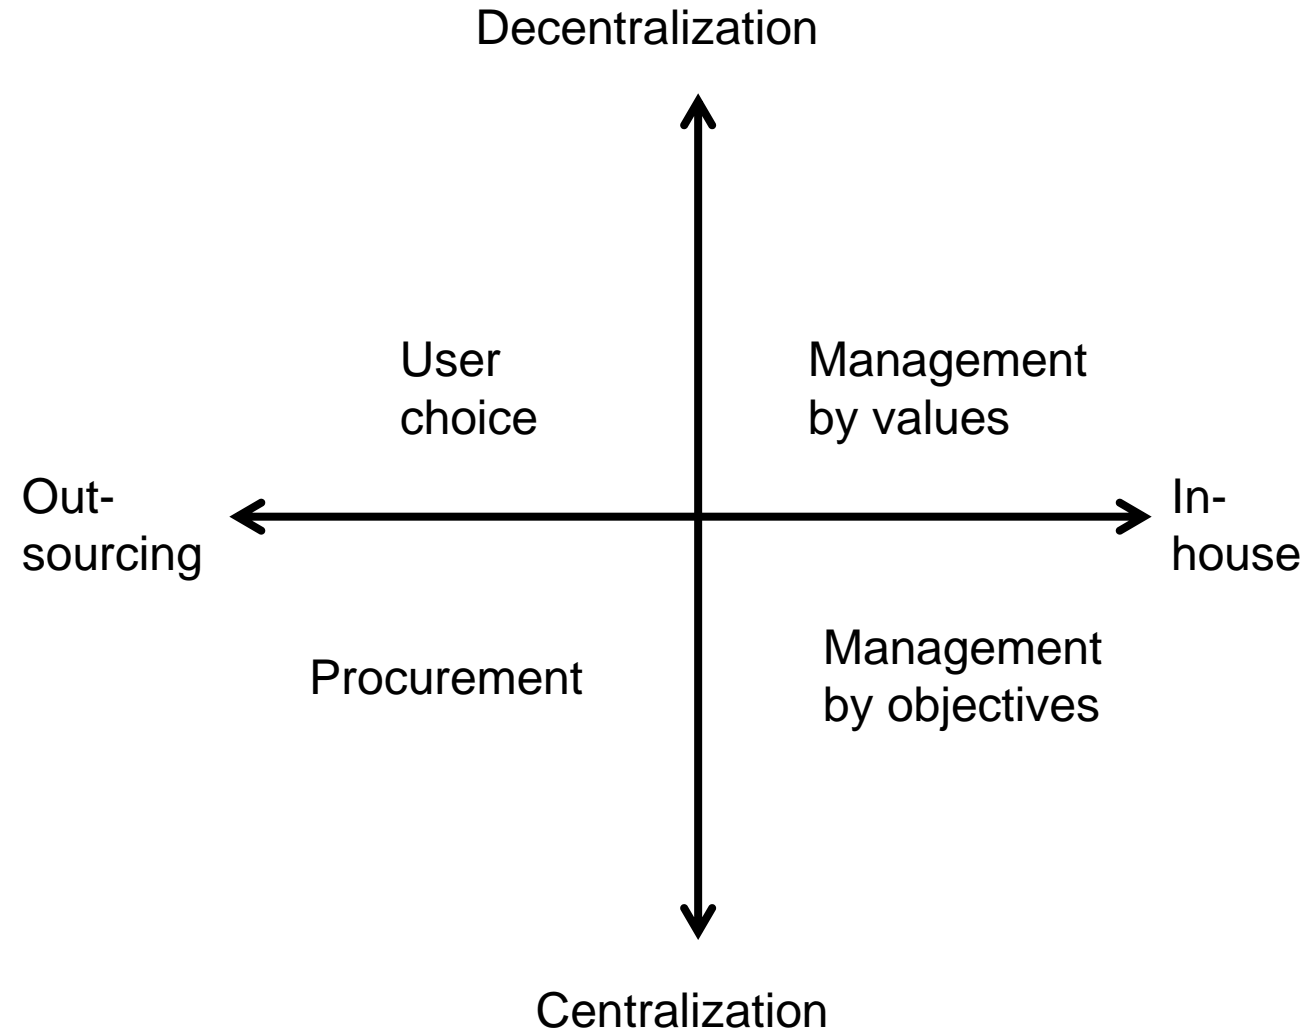 Decentralization
User
choice
Management
by values
Out-
sourcing
In-
house
Procurement
Management
by objectives
Centralization